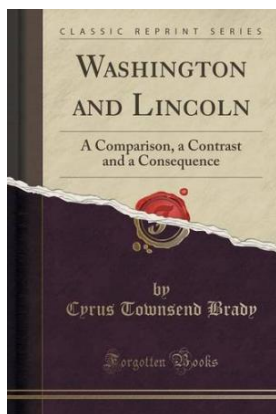 CLASSIC REPRINT SERIES
WASHINGTON
AND LINCOLN
A Comparison, a Contrast
and a Consequence
by
Cyrus Townsend Brady
Forgotten Books